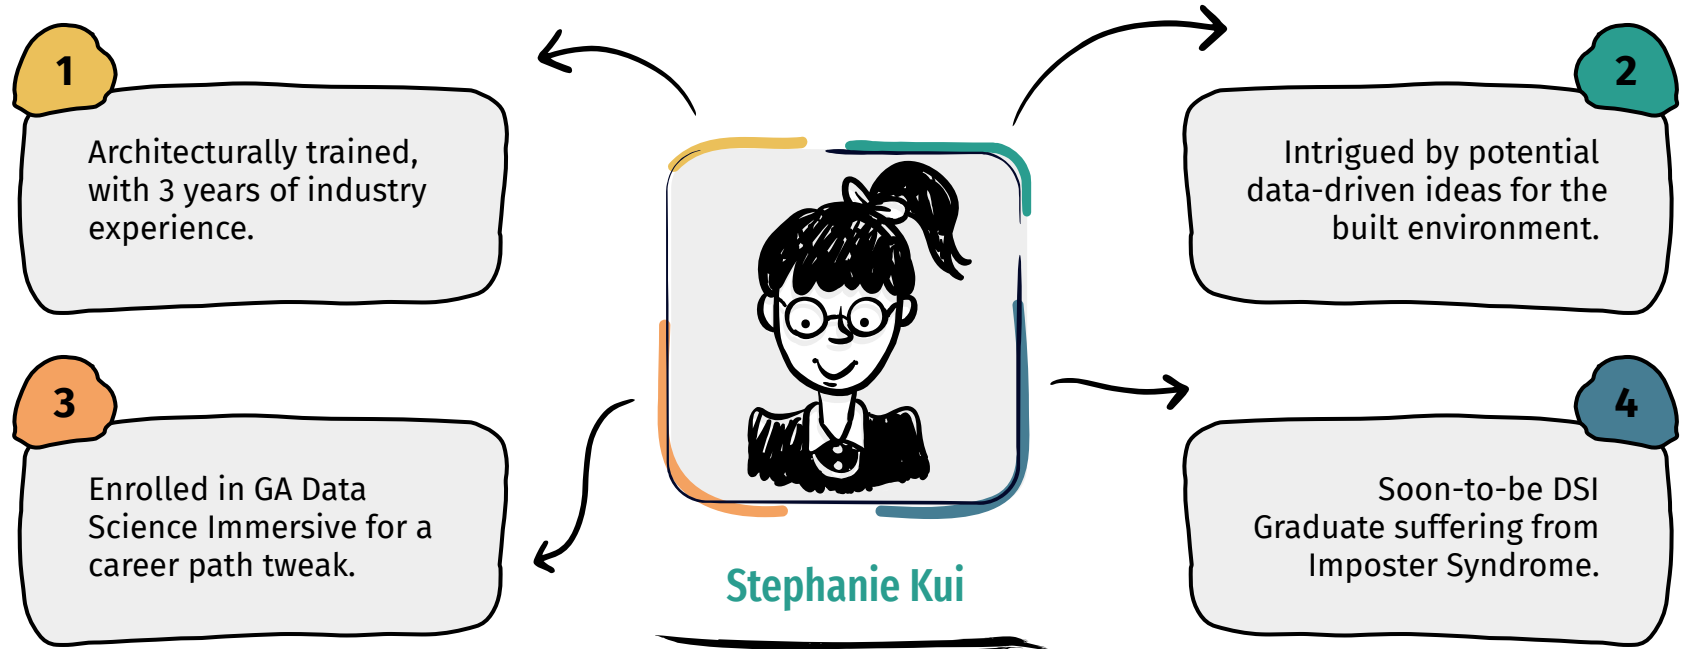 1
Architecturally trained,
with 3 years of industry
experience.
2
Intrigued by potential
data-driven ideas for the
built environment.
3
Enrolled in GA Data
Science Immersive for a
career path tweak.
4
Soon-to-be DSI
Graduate suffering from
Imposter Syndrome.
Stephanie Kui